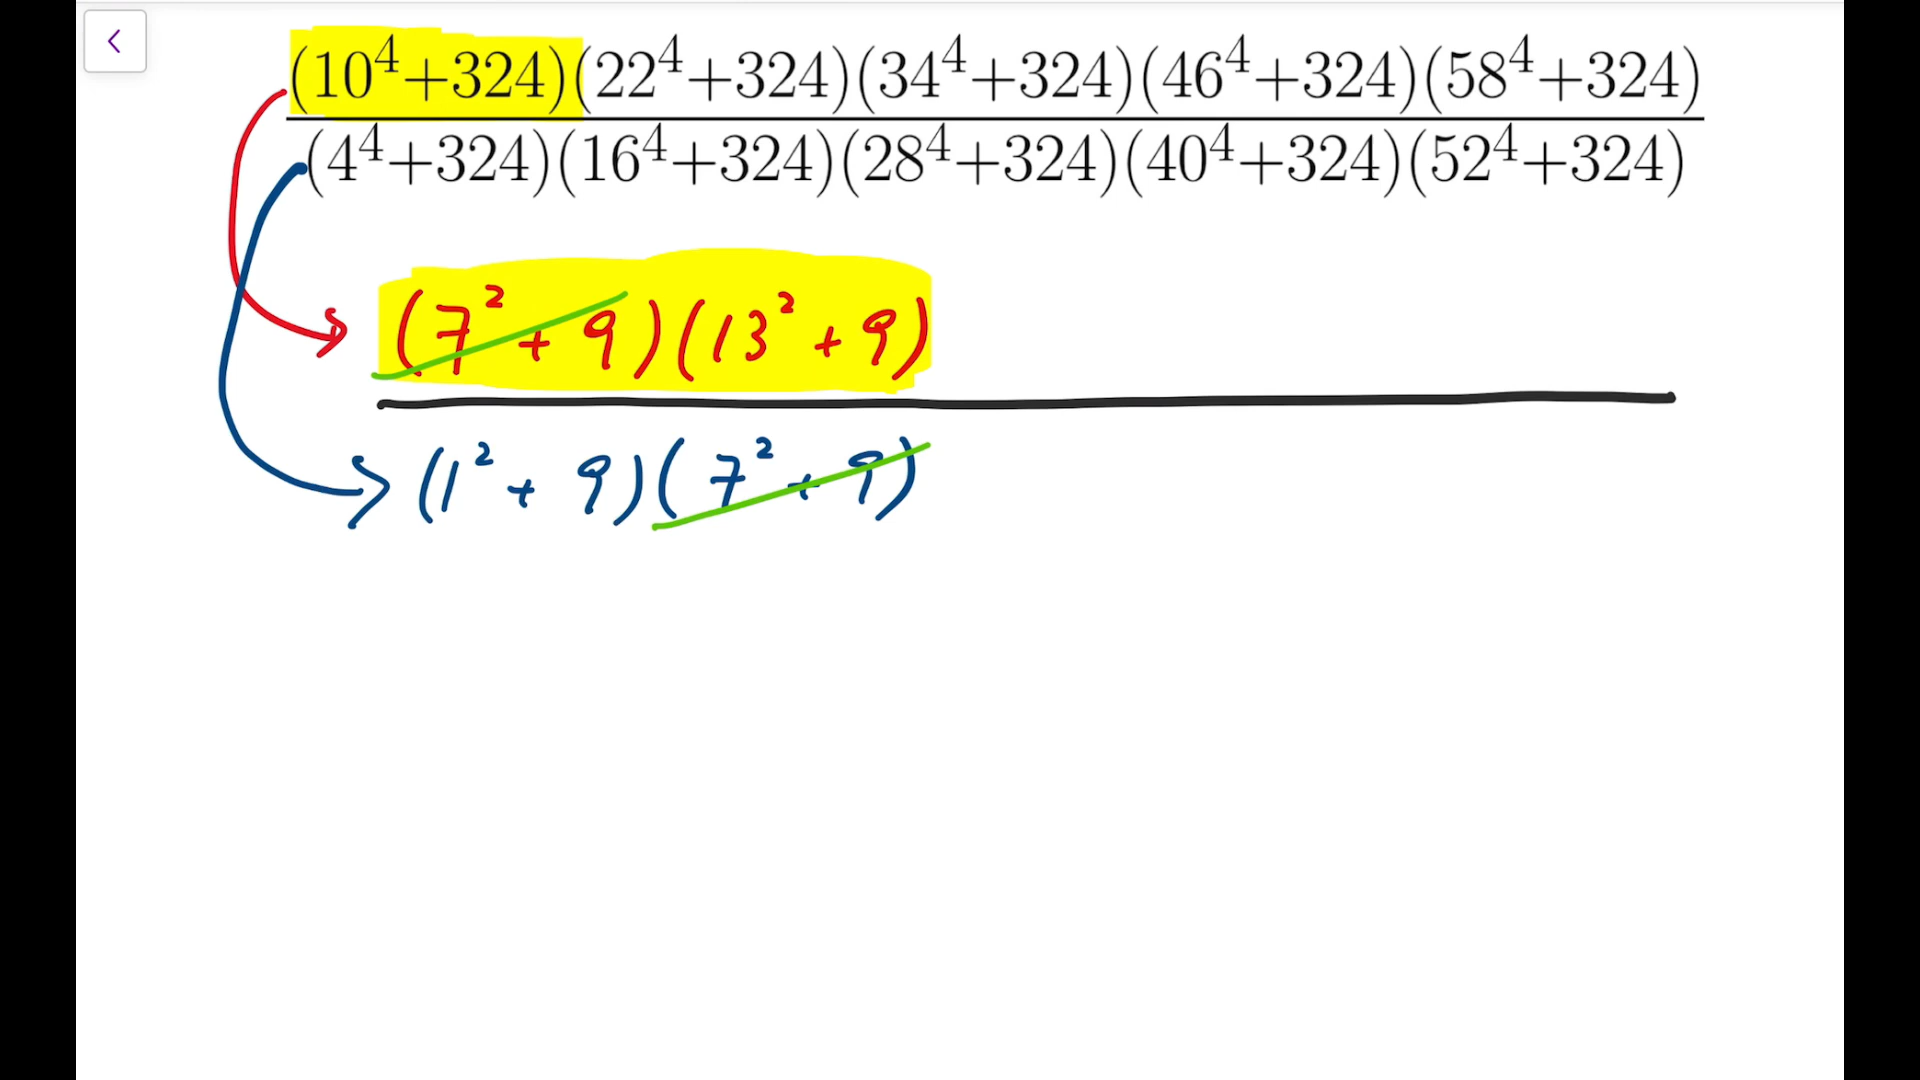 (10⁴+324)(22⁴+324)(34⁴+324)(46⁴+324)(58⁴+324)
(4⁴+324)(16⁴+324)(28⁴+324)(40⁴+324)(52⁴+324)
(7² + 9)(13² + 9)
(1² + 9)(7² + 9)